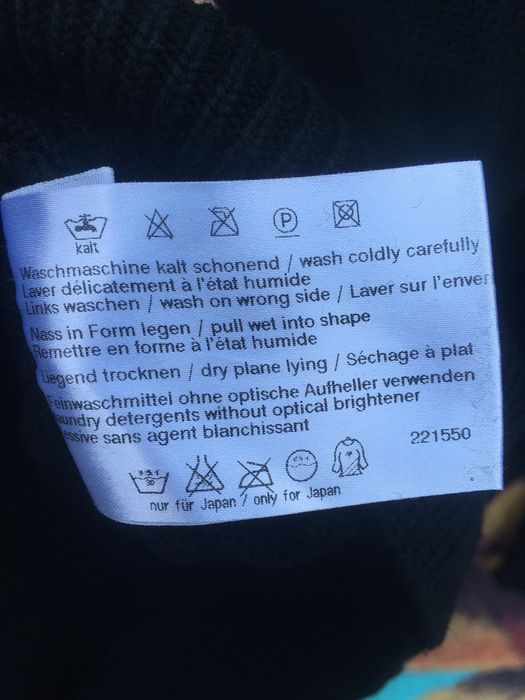 P
kalt
Waschmaschine kalt schonend / wash coldly carefully
Laver délicatement à l'état humide
Links waschen / wash on wrong side / Laver sur l'enver
Nass in Form legen / pull wet into shape
Remettre en forme à l'état humide
Liegend trocknen / dry plane lying / Séchage à plat
Feinwaschmittel ohne optische Aufheller verwenden
aundry detergents without optical brightener
essive sans agent blanchissant
221550
30
nur für Japan / only for Japan